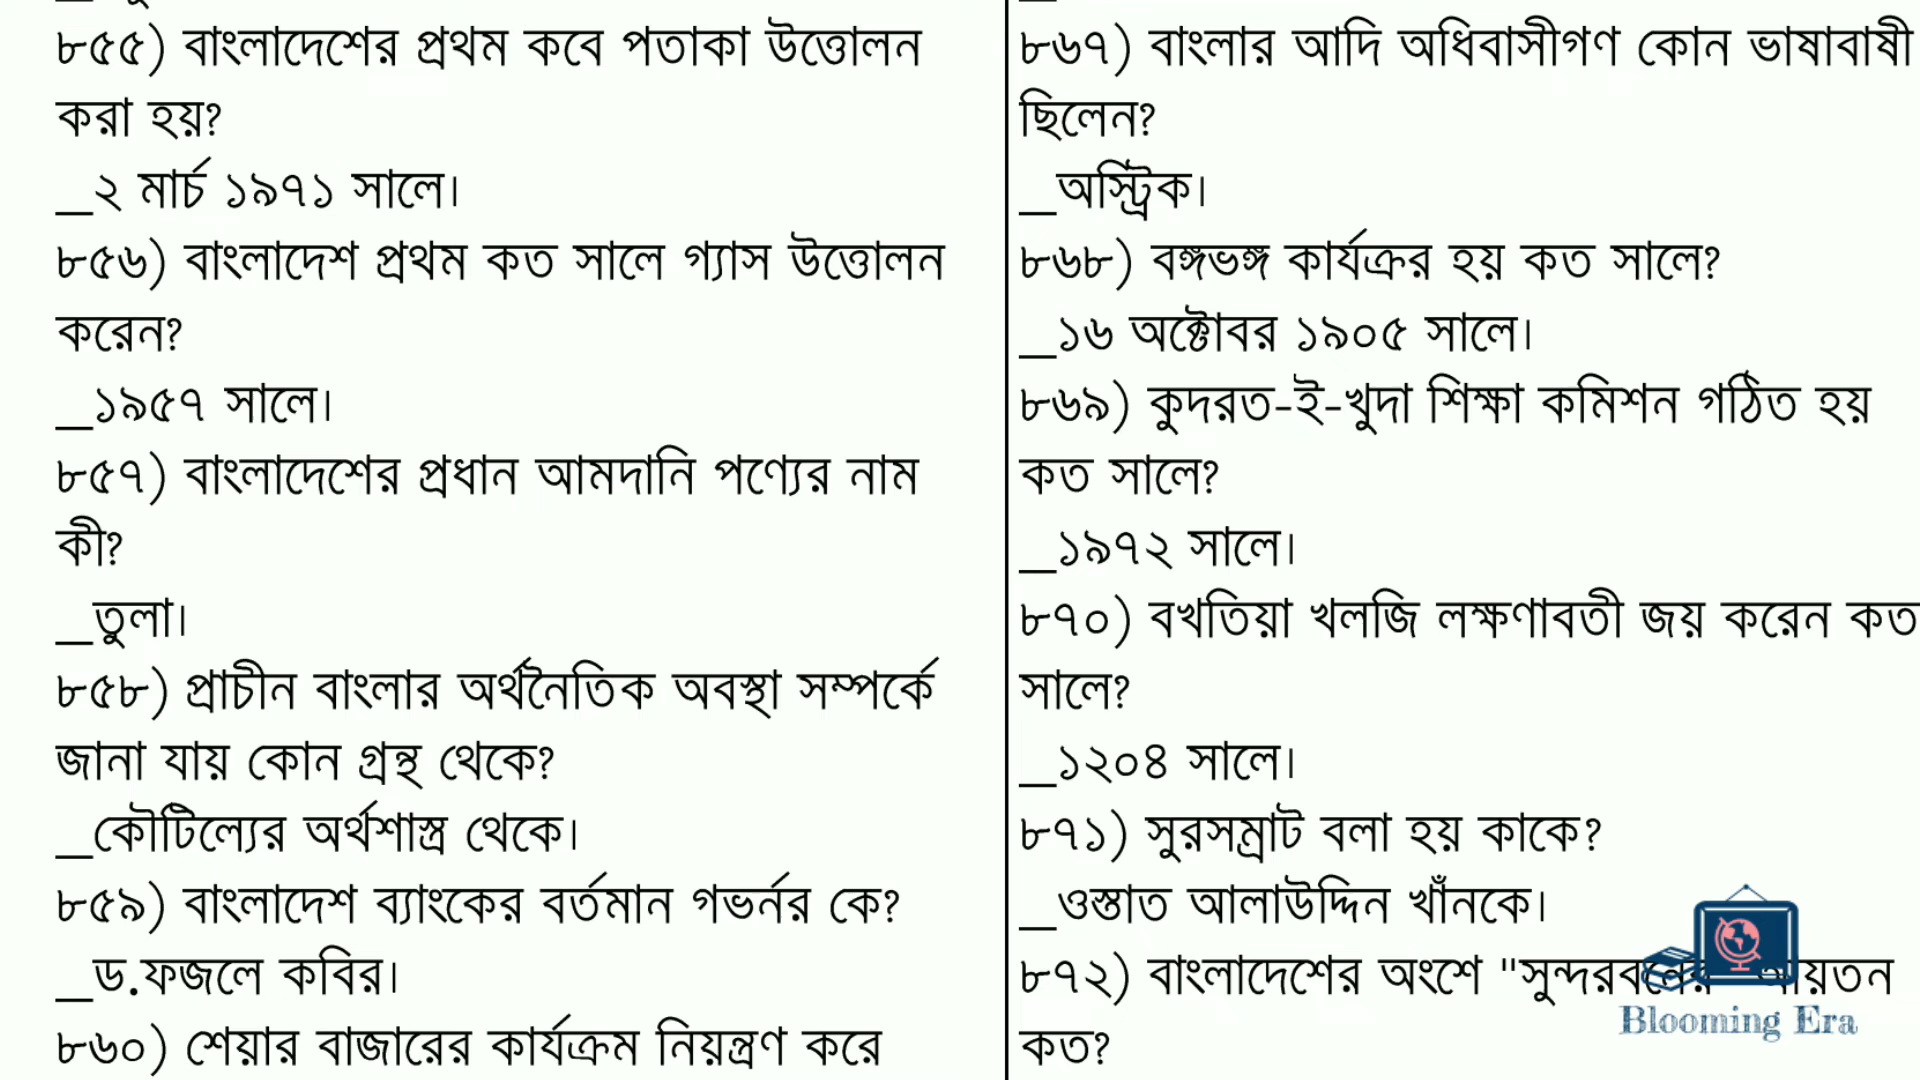 ৮৫৫) বাংলাদেশের প্রথম কবে পতাকা উত্তোলন
করা হয়?
_২ মার্চ ১৯৭১ সালে।
৮৫৬) বাংলাদেশ প্রথম কত সালে গ্যাস উত্তোলন
করেন?
_১৯৫৭ সালে।
৮৫৭) বাংলাদেশের প্রধান আমদানি পণ্যের নাম
কী?
_তুলা।
৮৫৮) প্রাচীন বাংলার অর্থনৈতিক অবস্থা সম্পর্কে
জানা যায় কোন গ্রন্থ থেকে?
_কৌটিল্যের অর্থশাস্ত্র থেকে।
৮৫৯) বাংলাদেশ ব্যাংকের বর্তমান গভর্নর কে?
_ড.ফজলে কবির।
৮৬০) শেয়ার বাজারের কার্যক্রম নিয়ন্ত্রণ করে
৮৬৭) বাংলার আদি অধিবাসীগণ কোন ভাষাবাষী
ছিলেন?
_অস্ট্রিক।
৮৬৮) বঙ্গভঙ্গ কার্যক্রর হয় কত সালে?
_১৬ অক্টোবর ১৯০৫ সালে।
৮৬৯) কুদরত-ই-খুদা শিক্ষা কমিশন গঠিত হয়
কত সালে?
_১৯৭২ সালে।
৮৭০) বখতিয়া খলজি লক্ষণাবতী জয় করেন কত
সালে?
_১২০৪ সালে।
৮৭১) সুরসম্রাট বলা হয় কাকে?
_ওস্তাত আলাউদ্দিন খাঁনকে।
৮৭২) বাংলাদেশের অংশে "সুন্দরবনের" আয়তন
কত?
Blooming Era